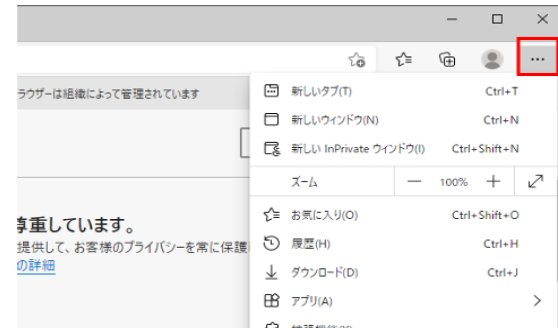 ラウザーは組織によって管理されています
新しいタブ(T) Ctrl+T
新しいウィンドウ(N) Ctrl+N
新しい InPrivate ウィンドウ(I) Ctrl+Shift+N
ズーム 100%
お気に入り(O) Ctrl+Shift+O
尊重しています。
提供して、お客様のプライバシーを常に保護
の詳細
履歴(H) Ctrl+H
ダウンロード(D) Ctrl+J
アプリ(A)